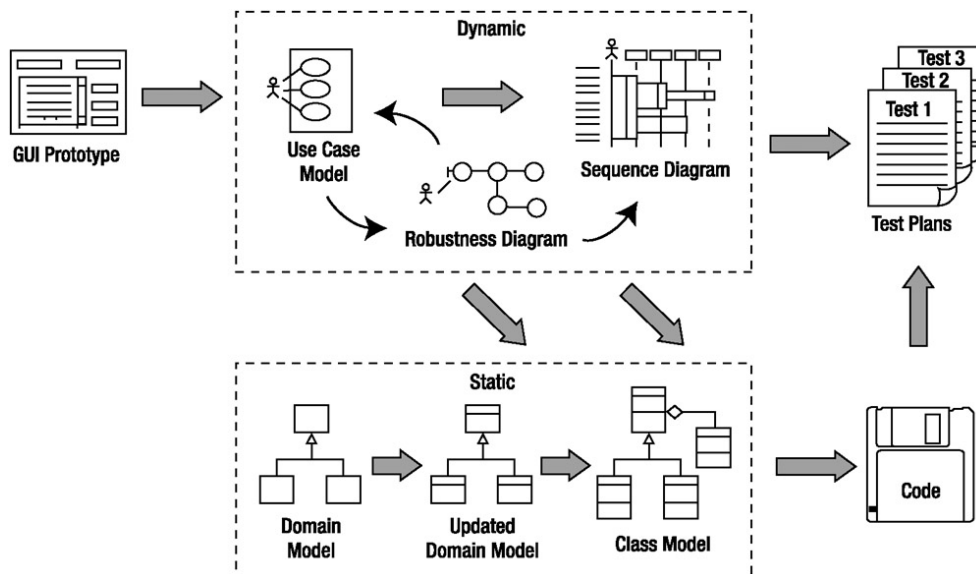 Dynamic
GUI Prototype
Use Case
Model
Robustness Diagram
Sequence Diagram
Test 3
Test 2
Test 1
Test Plans
Static
Domain
Model
Updated
Domain Model
Class Model
Code